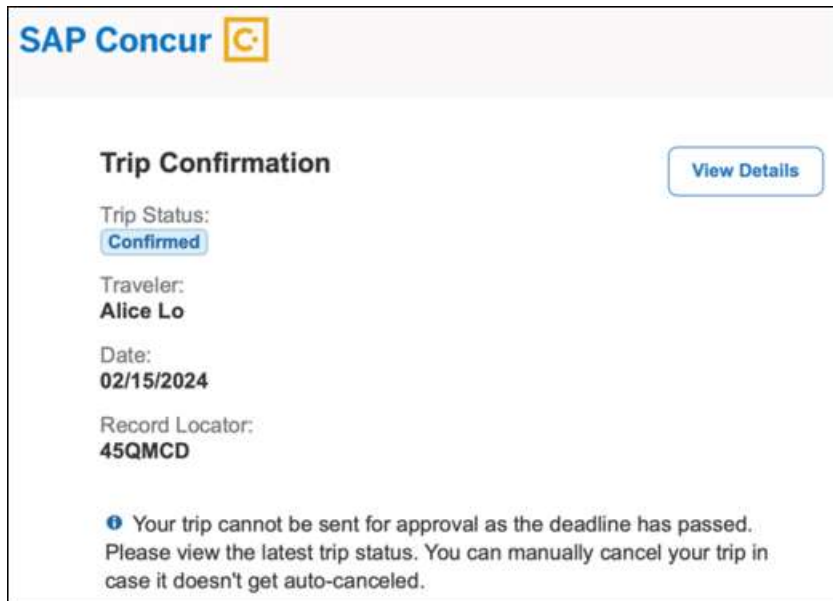 SAP Concur
Trip Confirmation
View Details
Trip Status:
Confirmed
Traveler:
Alice Lo
Date:
02/15/2024
Record Locator:
45QMCD
Your trip cannot be sent for approval as the deadline has passed.
Please view the latest trip status. You can manually cancel your trip in
case it doesn't get auto-canceled.